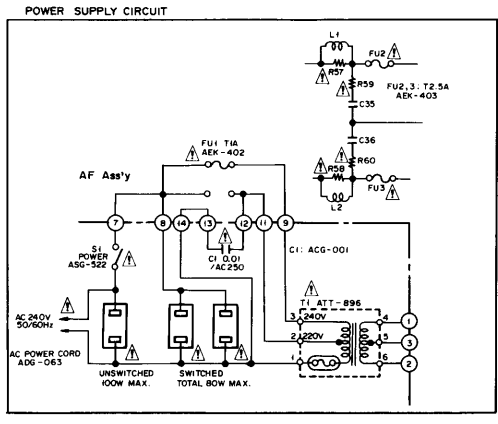 POWER SUPPLY CIRCUIT
L1
FU2
R57
R59
FU2,3: T2.5A
AEK-403
C35
C36
R60
R58
FU3
L2
FU1 T1A
AEK-402
AF Ass'y
7
8
14
13
12
11
9
C1 0.01
/AC250
C1: ACG-001
S1
POWER
ASG-522
AC 240V
50/60Hz
AC POWER CORD
ADG-063
UNSWITCHED
100W MAX.
SWITCHED
TOTAL 80W MAX.
T1 ATT-896
3 240V
2 220V
1
4
5
6
1
3
2